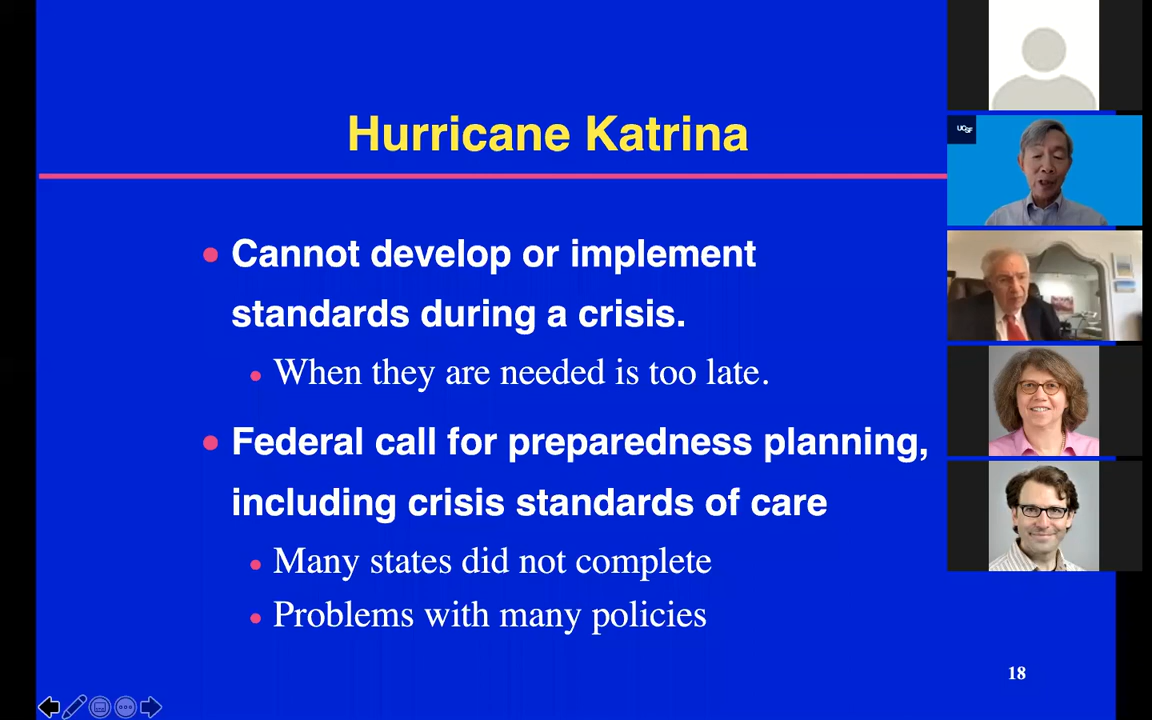 Hurricane Katrina
Cannot develop or implement
standards during a crisis.
When they are needed is too late.
Federal call for preparedness planning,
including crisis standards of care
Many states did not complete
Problems with many policies
18
UCSF